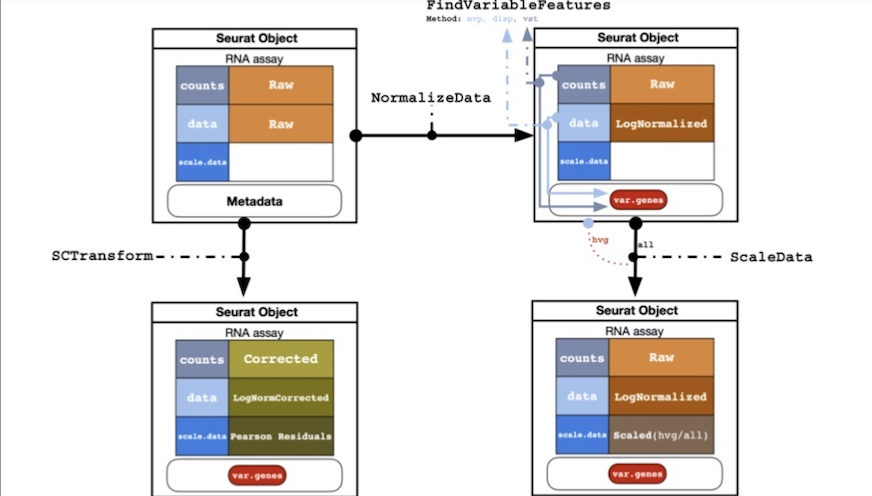 FindVariableFeatures
Method: mvp, disp, vst
Seurat Object
RNA assay
counts Raw
data Raw
scale.data
Metadata
NormalizeData
Seurat Object
RNA assay
counts Raw
data LogNormalized
scale.data
var.genes
SCTransform
hvg
all
ScaleData
Seurat Object
RNA assay
counts Corrected
data LogNormCorrected
scale.data Pearson Residuals
var.genes
Seurat Object
RNA assay
counts Raw
data LogNormalized
scale.data Scaled(hvg/all)
var.genes